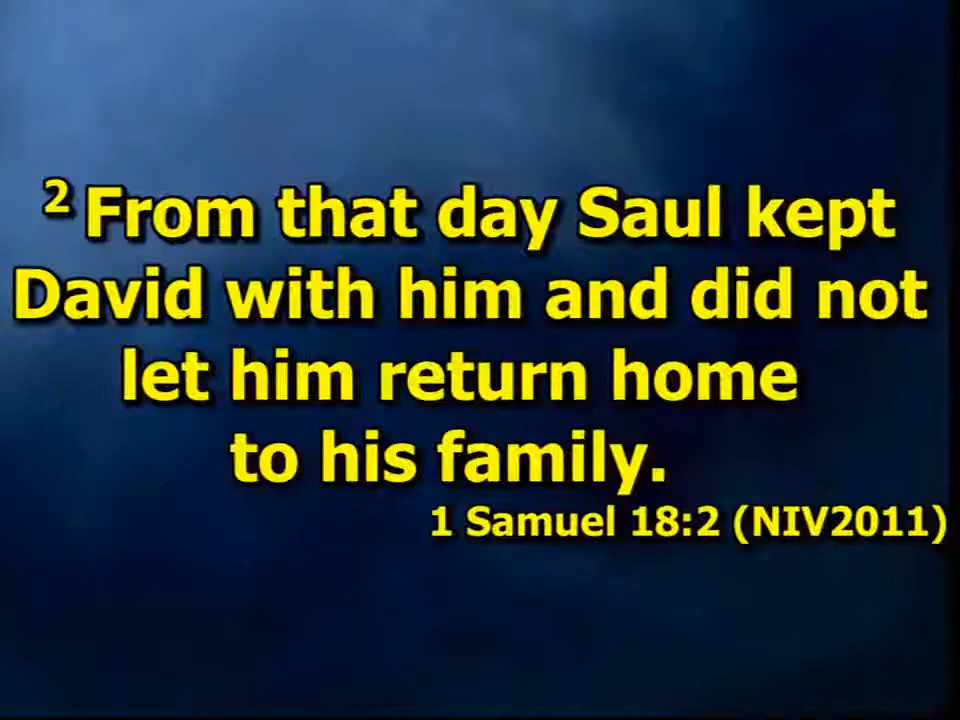 2 From that day Saul kept
David with him and did not
let him return home
to his family.
1 Samuel 18:2 (NIV2011)